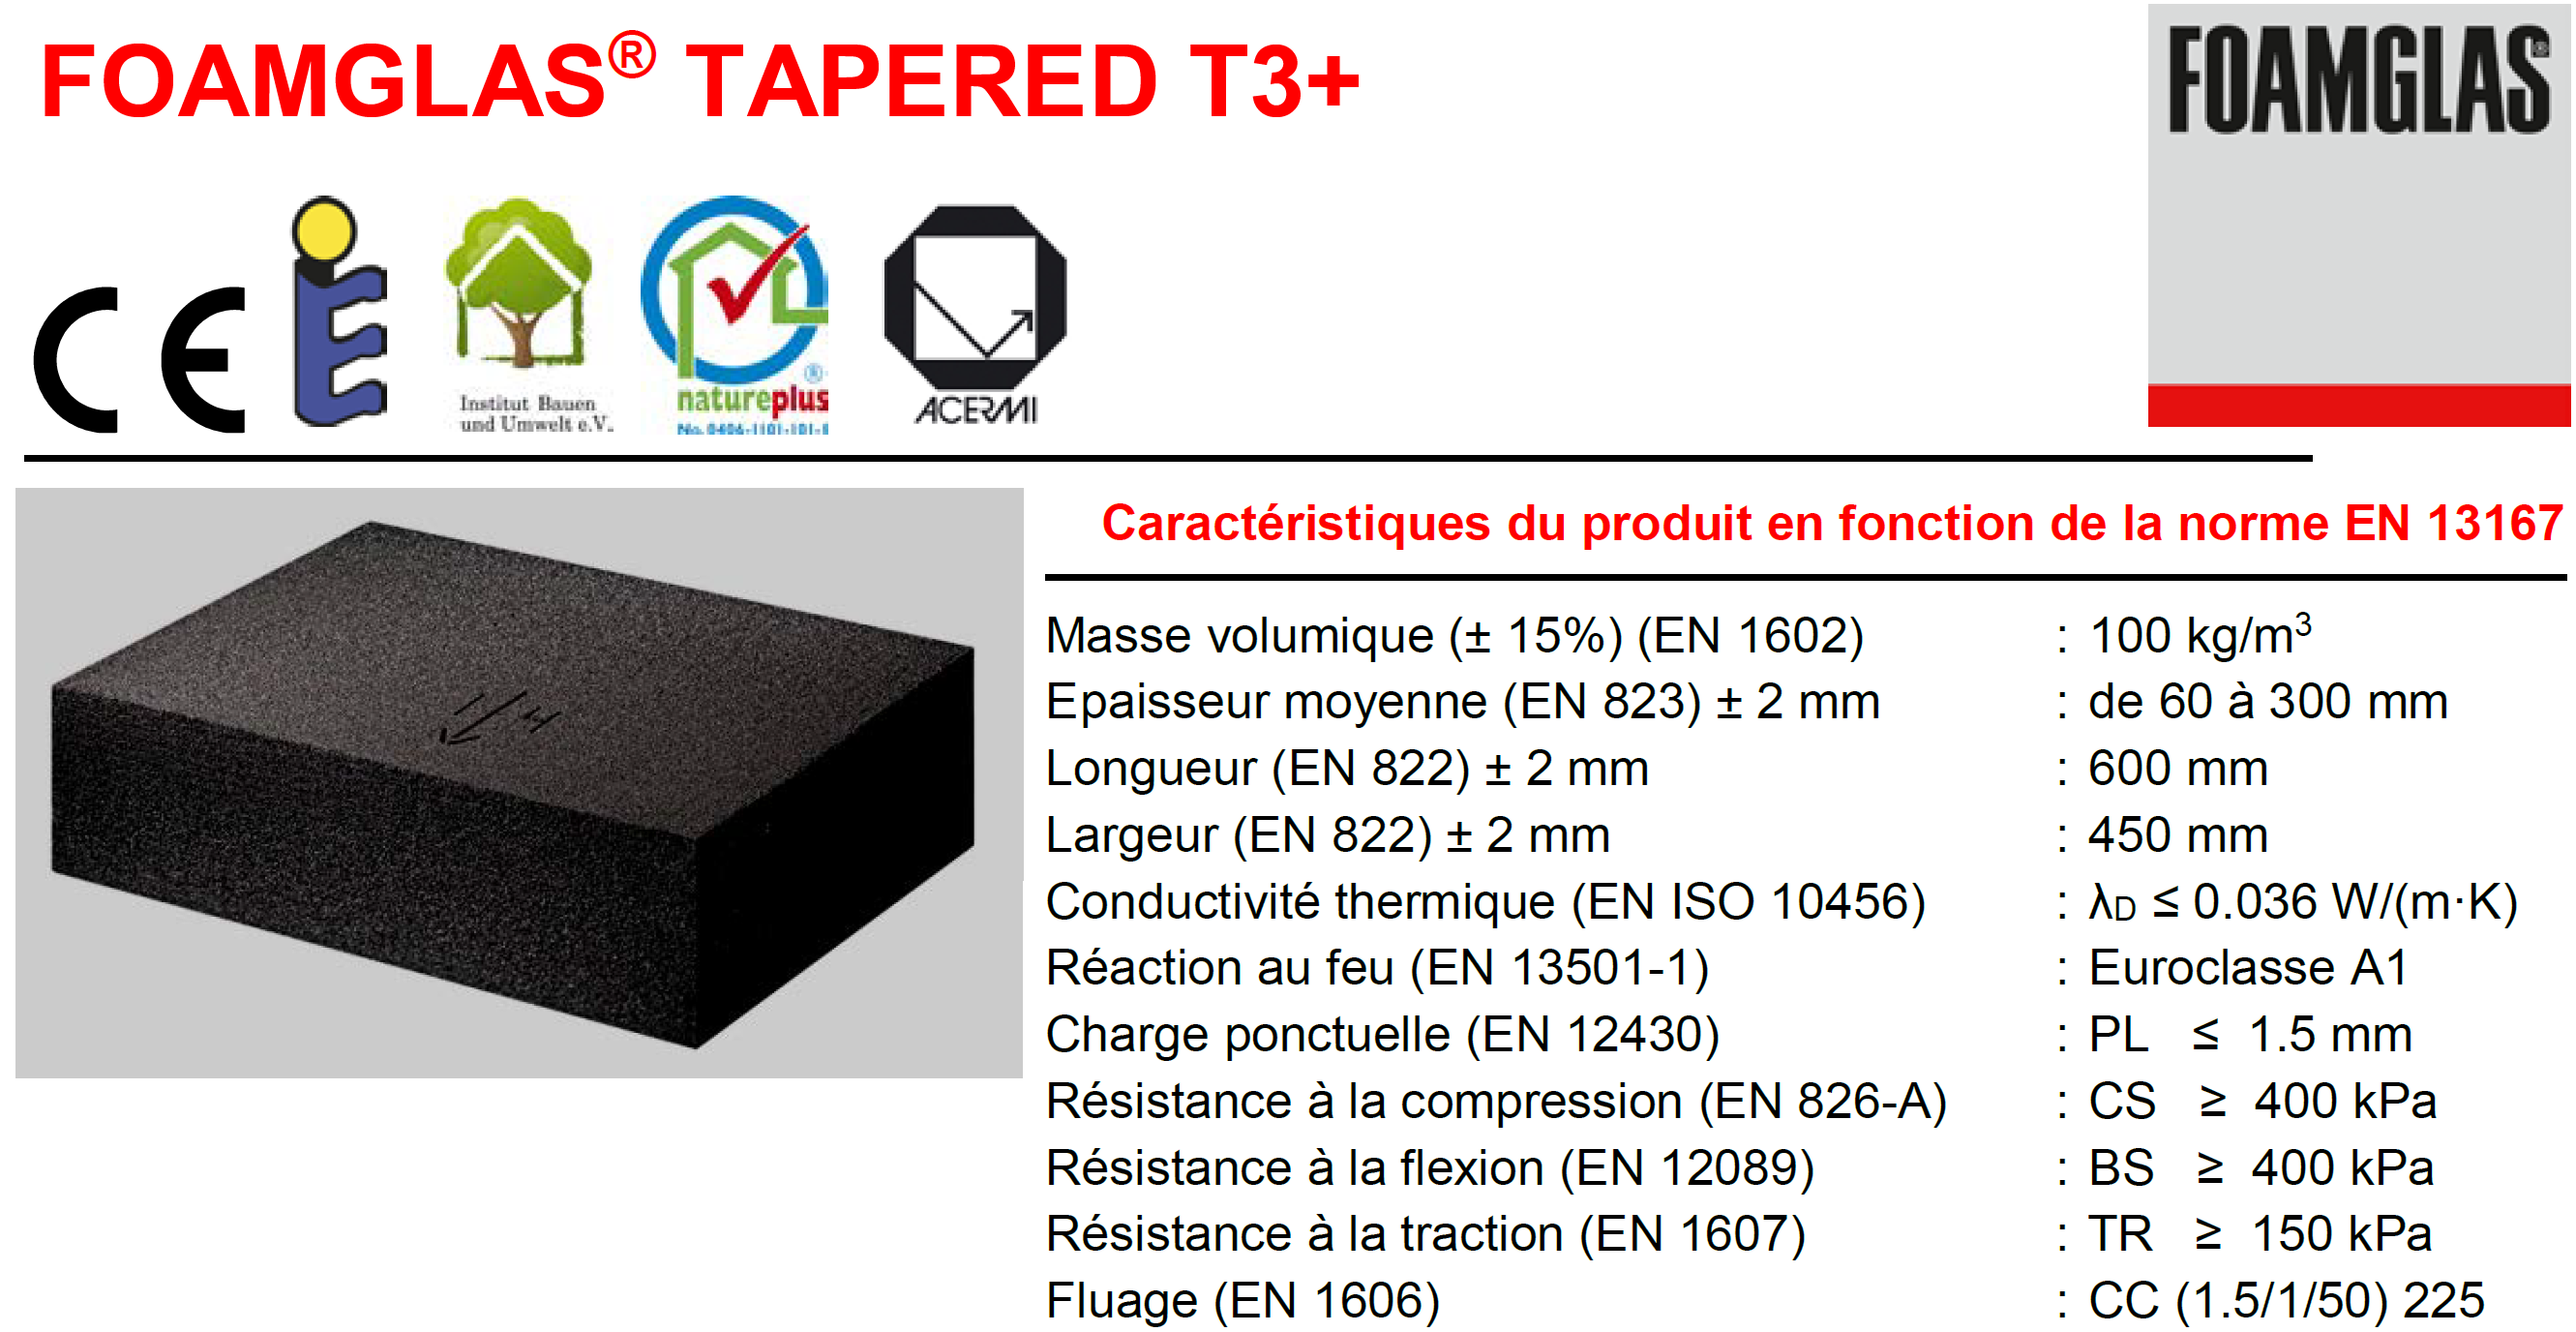 FOAMGLAS® TAPERED T3+
FOAMGLAS®
CE
Institut Bauen
und Umwelt e.V.
®
natureplus
No. 0406-1101-101-1
ACERMI
Caractéristiques du produit en fonction de la norme EN 13167
Masse volumique (± 15%) (EN 1602) : 100 kg/m³
Epaisseur moyenne (EN 823) ± 2 mm : de 60 à 300 mm
Longueur (EN 822) ± 2 mm : 600 mm
Largeur (EN 822) ± 2 mm : 450 mm
Conductivité thermique (EN ISO 10456) : λD ≤ 0.036 W/(m·K)
Réaction au feu (EN 13501-1) : Euroclasse A1
Charge ponctuelle (EN 12430) : PL ≤ 1.5 mm
Résistance à la compression (EN 826-A) : CS ≥ 400 kPa
Résistance à la flexion (EN 12089) : BS ≥ 400 kPa
Résistance à la traction (EN 1607) : TR ≥ 150 kPa
Fluage (EN 1606) : CC (1.5/1/50) 225